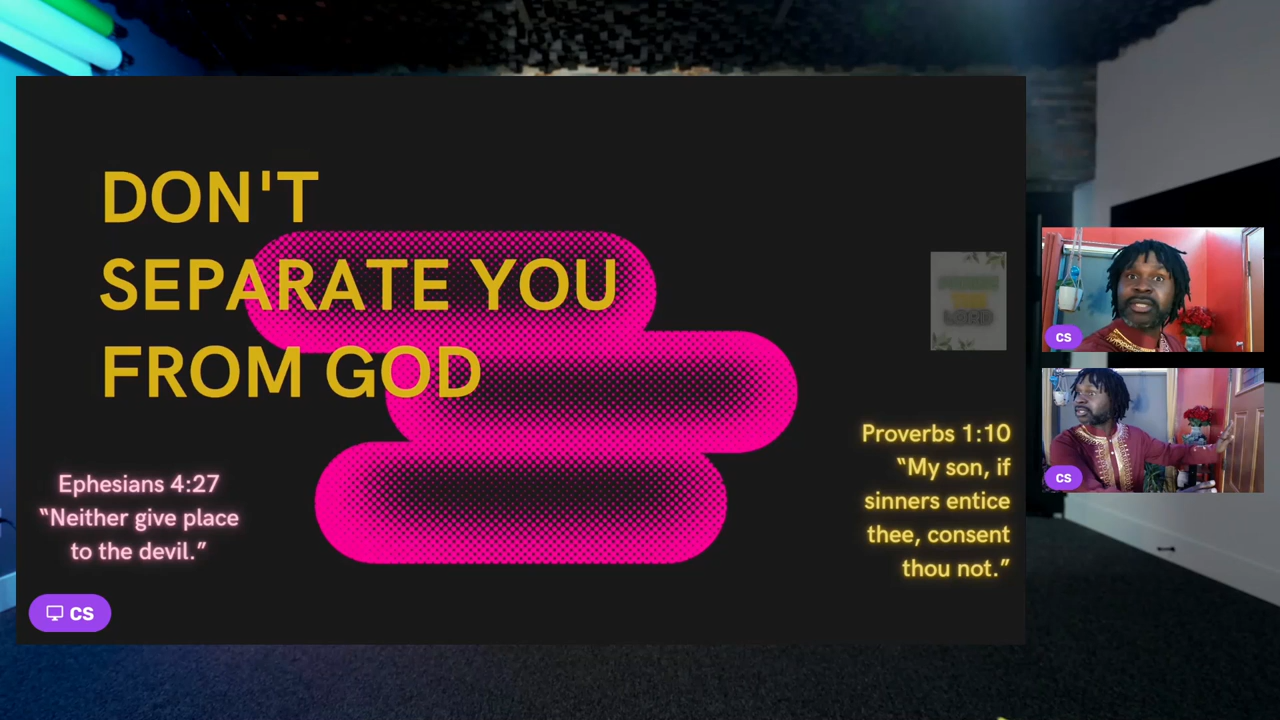 DON'T
SEPARATE YOU
FROM GOD
Ephesians 4:27
“Neither give place
to the devil.”
Proverbs 1:10
“My son, if
sinners entice
thee, consent
thou not.”
CS
CS
CS
LORD